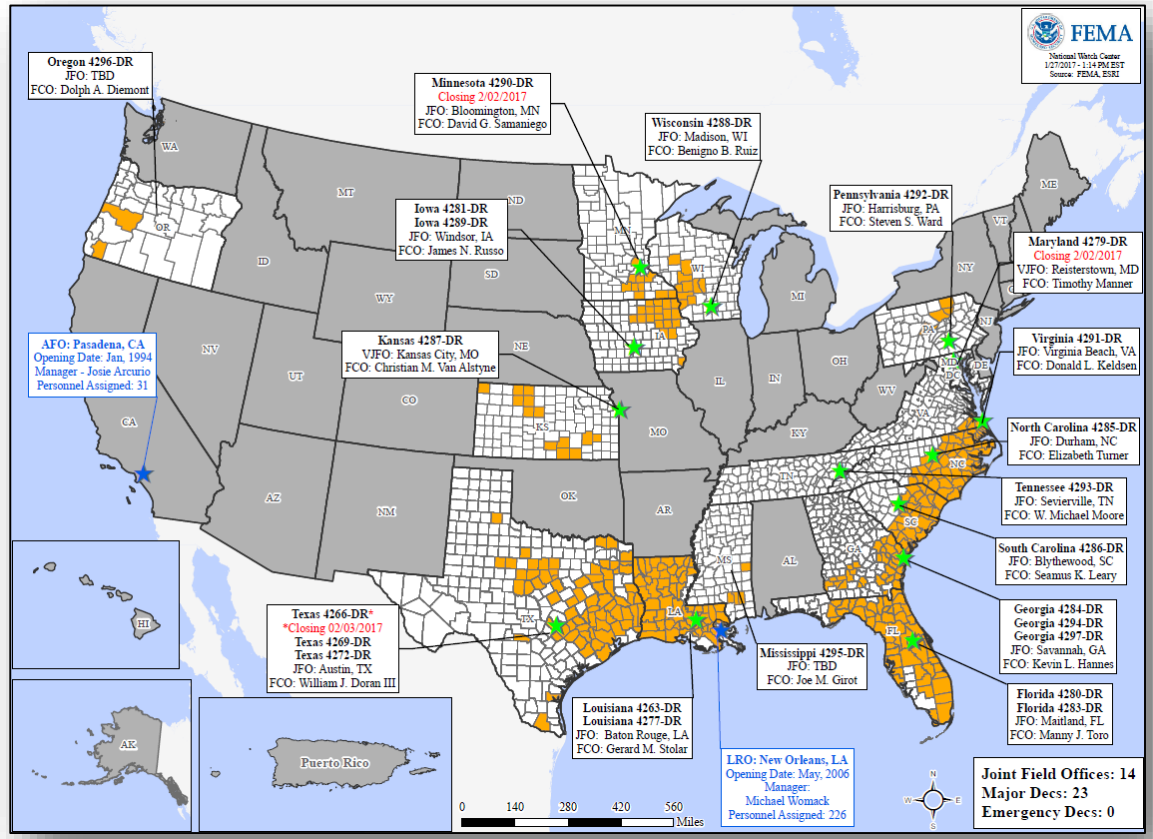 FEMA
National Watch Center
1/27/2017 - 1:14 PM EST
Source: FEMA, ESRI
Oregon 4296-DR
JFO: TBD
FCO: Dolph A. Diemont
Minnesota 4290-DR
Closing 2/02/2017
JFO: Bloomington, MN
FCO: David G. Samaniego
Wisconsin 4288-DR
JFO: Madison, WI
FCO: Benigno B. Ruiz
Pennsylvania 4292-DR
JFO: Harrisburg, PA
FCO: Steven S. Ward
Iowa 4281-DR
Iowa 4289-DR
JFO: Windsor, IA
FCO: James N. Russo
Maryland 4279-DR
Closing 2/02/2017
VJFO: Reisterstown, MD
FCO: Timothy Manner
AFO: Pasadena, CA
Opening Date: Jan, 1994
Manager - Josie Arcurio
Personnel Assigned: 31
Kansas 4287-DR
VJFO: Kansas City, MO
FCO: Christian M. Van Alstyne
Virginia 4291-DR
JFO: Virginia Beach, VA
FCO: Donald L. Keldsen
North Carolina 4285-DR
JFO: Durham, NC
FCO: Elizabeth Turner
Tennessee 4293-DR
JFO: Sevierville, TN
FCO: W. Michael Moore
South Carolina 4286-DR
JFO: Blythewood, SC
FCO: Seamus K. Leary
Georgia 4284-DR
Georgia 4294-DR
Georgia 4297-DR
JFO: Savannah, GA
FCO: Kevin L. Hannes
Texas 4266-DR*
*Closing 02/03/2017
Texas 4269-DR
Texas 4272-DR
JFO: Austin, TX
FCO: William J. Doran III
Mississippi 4295-DR
JFO: TBD
FCO: Joe M. Girot
Florida 4280-DR
Florida 4283-DR
JFO: Maitland, FL
FCO: Manny J. Toro
Louisiana 4263-DR
Louisiana 4277-DR
JFO: Baton Rouge, LA
FCO: Gerard M. Stolar
LRO: New Orleans, LA
Opening Date: May, 2006
Manager:
Michael Womack
Personnel Assigned: 226
WA
MT
ND
ME
VT
OR
MN
ID
SD
WI
NY
WY
MI
PA
NJ
NV
NE
IA
UT
CO
IL
IN
OH
MD
DE
DC
WV
VA
CA
KS
MO
KY
NC
TN
AZ
NM
OK
AR
SC
MS
AL
GA
TX
LA
FL
HI
AK
Puerto Rico
0 140 280 420 560
Miles
N
W E
S
Joint Field Offices: 14
Major Decs: 23
Emergency Decs: 0